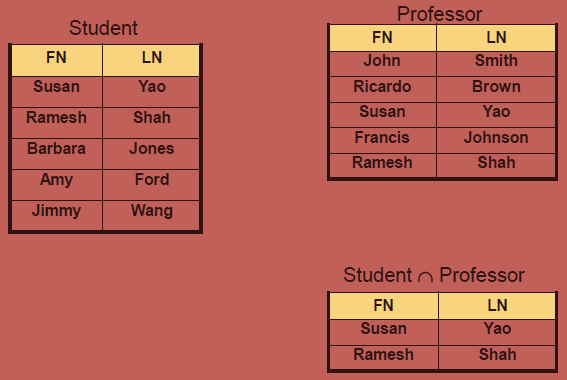 Student
FN LN
Susan Yao
Ramesh Shah
Barbara Jones
Amy Ford
Jimmy Wang
Professor
FN LN
John Smith
Ricardo Brown
Susan Yao
Francis Johnson
Ramesh Shah
Student ∩ Professor
FN LN
Susan Yao
Ramesh Shah